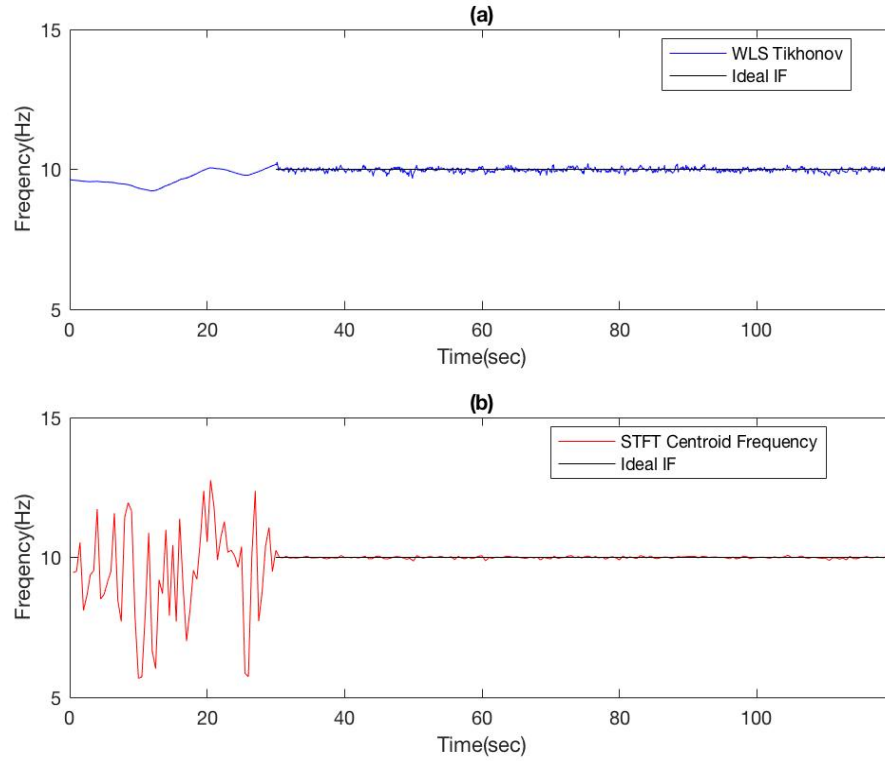 (a)
15
WLS Tikhonov
Ideal IF
Freqency(Hz)
10
5
0 20 40 60 80 100
Time(sec)
(b)
15
STFT Centroid Frequency
Ideal IF
Freqency(Hz)
10
5
0 20 40 60 80 100
Time(sec)